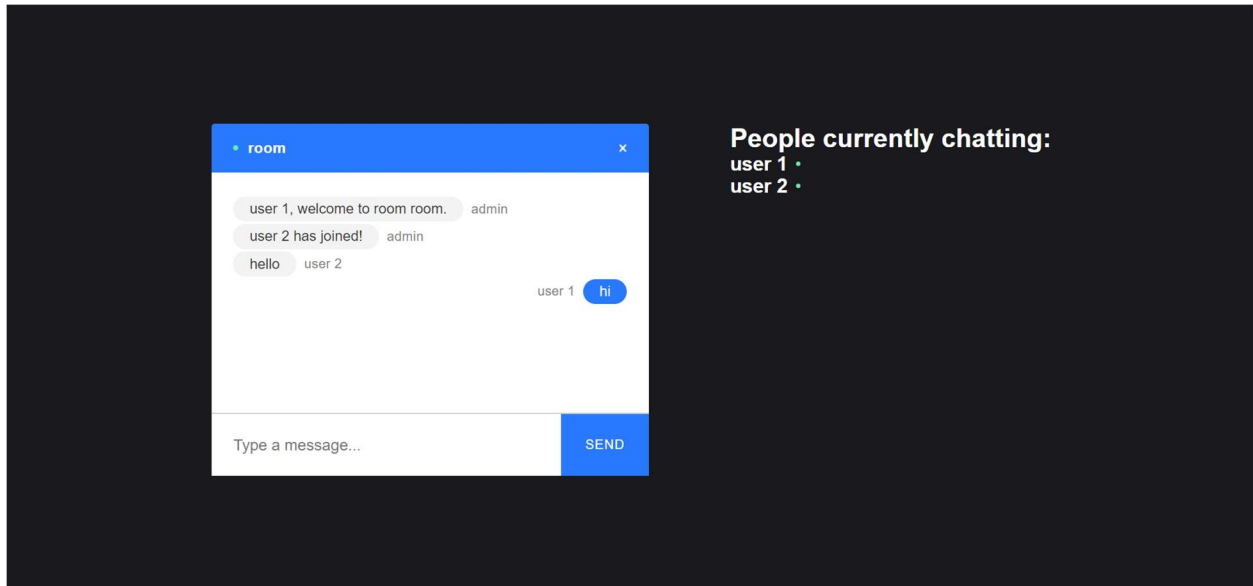 room ×
user 1, welcome to room room. admin
user 2 has joined! admin
hello user 2
user 1 hi
Type a message...
SEND
People currently chatting:
user 1
user 2